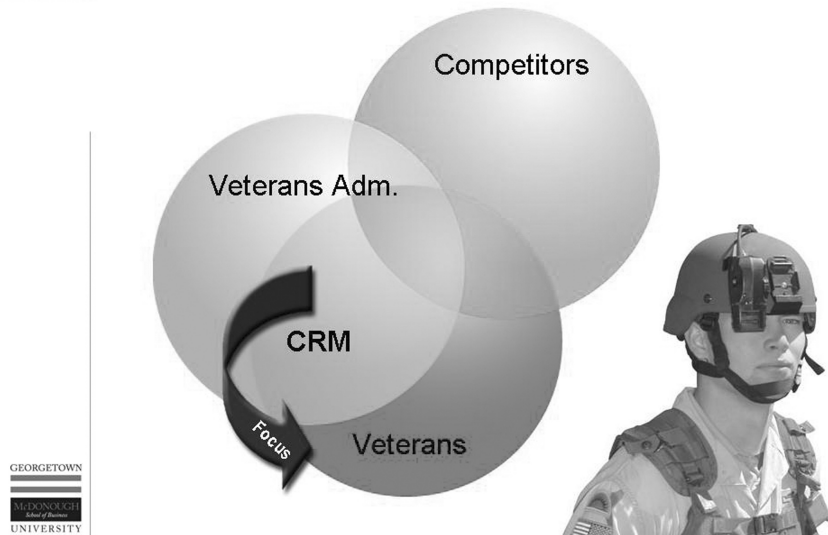 Competitors
Veterans Adm.
CRM
Focus
Veterans
GEORGETOWN
McDONOUGH
School of Business
UNIVERSITY